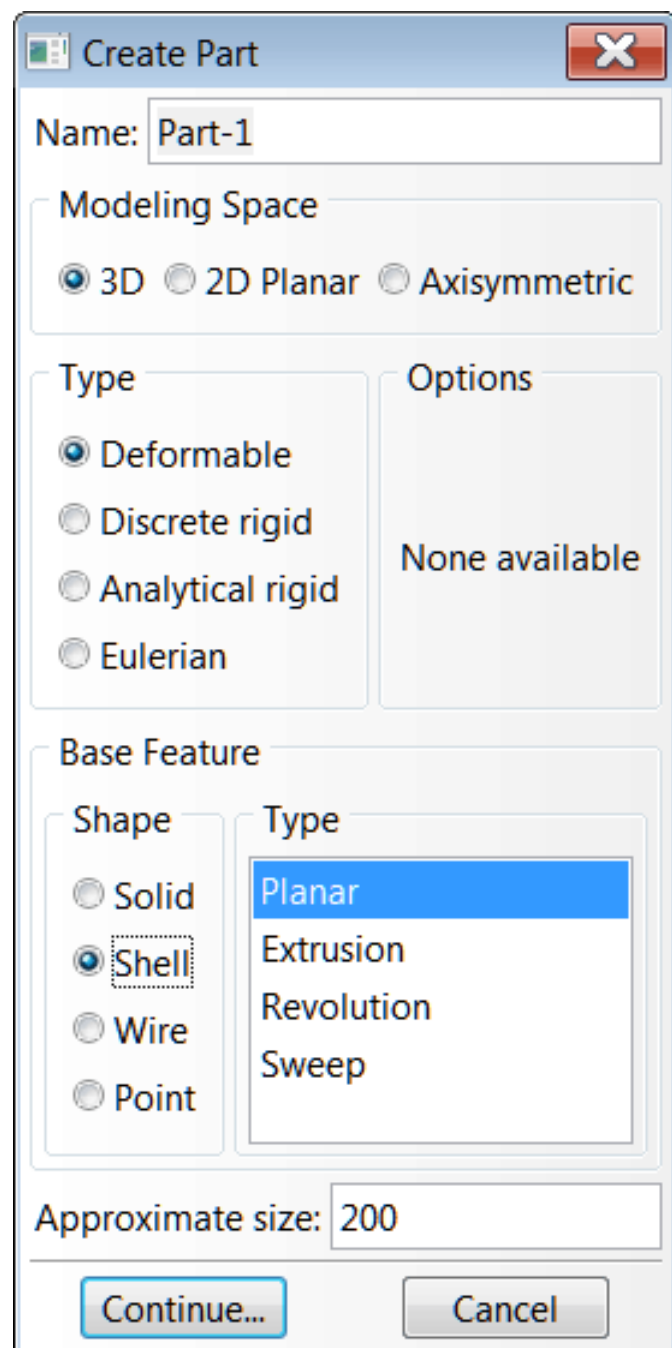 Create Part
Name: Part-1
Modeling Space
3D 2D Planar Axisymmetric
Type
Deformable
Discrete rigid
Analytical rigid
Eulerian
Options
None available
Base Feature
Shape
Solid
Shell
Wire
Point
Type
Planar
Extrusion
Revolution
Sweep
Approximate size: 200
Continue... Cancel